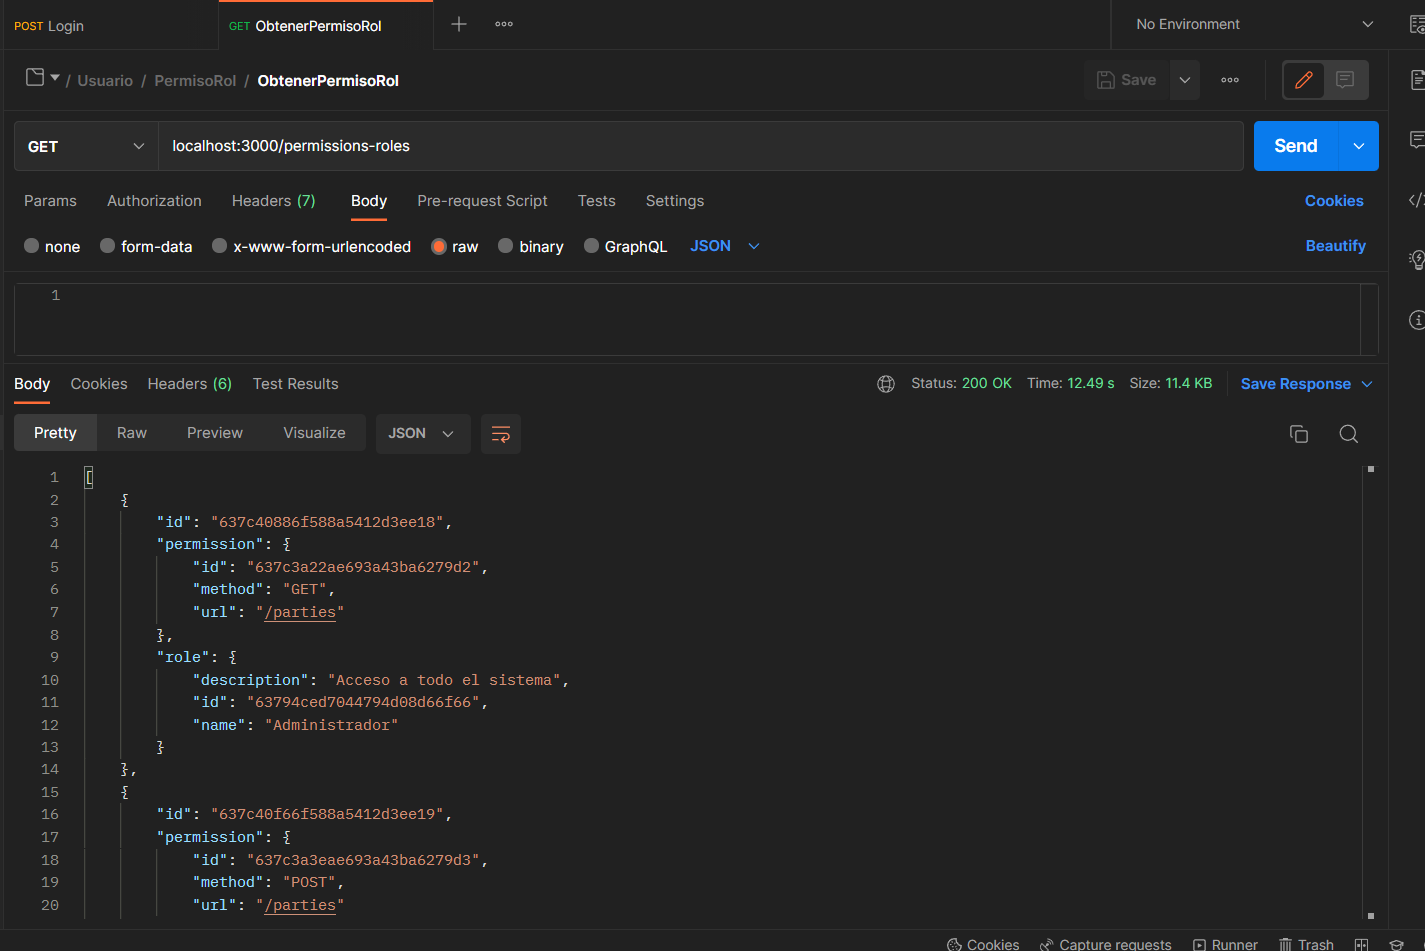 POST Login
GET ObtenerPermisoRol
No Environment
/ Usuario / PermisoRol / ObtenerPermisoRol
Save
GET
localhost:3000/permissions-roles
Send
Params Authorization Headers (7) Body Pre-request Script Tests Settings Cookies
none form-data x-www-form-urlencoded raw binary GraphQL JSON Beautify
1
Body Cookies Headers (6) Test Results Status: 200 OK Time: 12.49 s Size: 11.4 KB Save Response
Pretty Raw Preview Visualize JSON
1 [
2 {
3 "id": "637c40886f588a5412d3ee18",
4 "permission": {
5 "id": "637c3a22ae693a43ba6279d2",
6 "method": "GET",
7 "url": "/parties"
8 },
9 "role": {
10 "description": "Acceso a todo el sistema",
11 "id": "63794ced7044794d08d66f66",
12 "name": "Administrador"
13 }
14 },
15 {
16 "id": "637c40f66f588a5412d3ee19",
17 "permission": {
18 "id": "637c3a3eae693a43ba6279d3",
19 "method": "POST",
20 "url": "/parties"
Cookies Capture requests Runner Trash